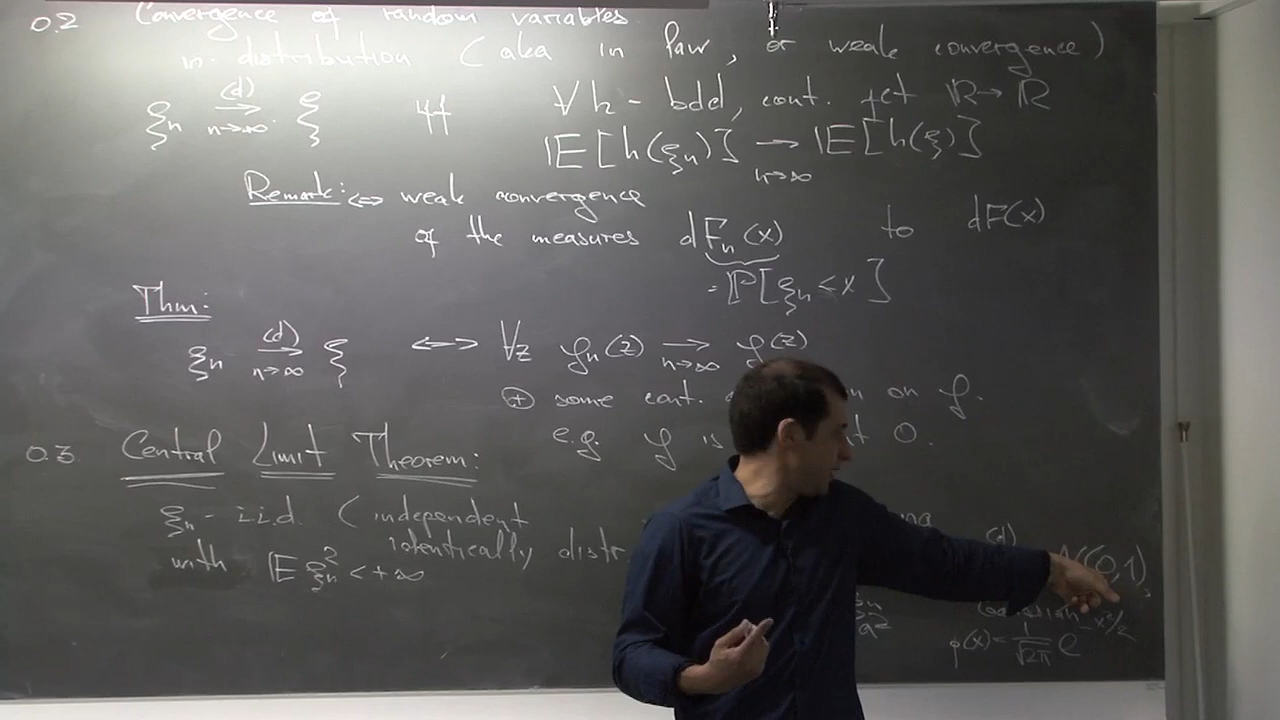 0.2 Convergence of random variables
in distribution (aka in law, or weak convergence)
ξₙ (d)→ n→∞ ξ iff ∀h - bdd, cont. fct ℝ→ℝ
𝔼[h(ξₙ)] → n→∞ 𝔼[h(ξ)]
Remark: ⇔ weak convergence
of the measures dFₙ(x) to dF(x)
= ℙ[ξₙ < x]
Thm:
ξₙ (d)→ n→∞ ξ ⟷ ∀z φₙ(z) → n→∞ φ(z)
⊕ some cont. on φ.
e.g. φ is 0.
0.3 Central Limit Theorem:
ξₙ - i.i.d. (independent
identically distr
with 𝔼ξₙ² < +∞
(d) N(0,1)
Gaussian
p(x) = 1/√2π e^(-x²/2)